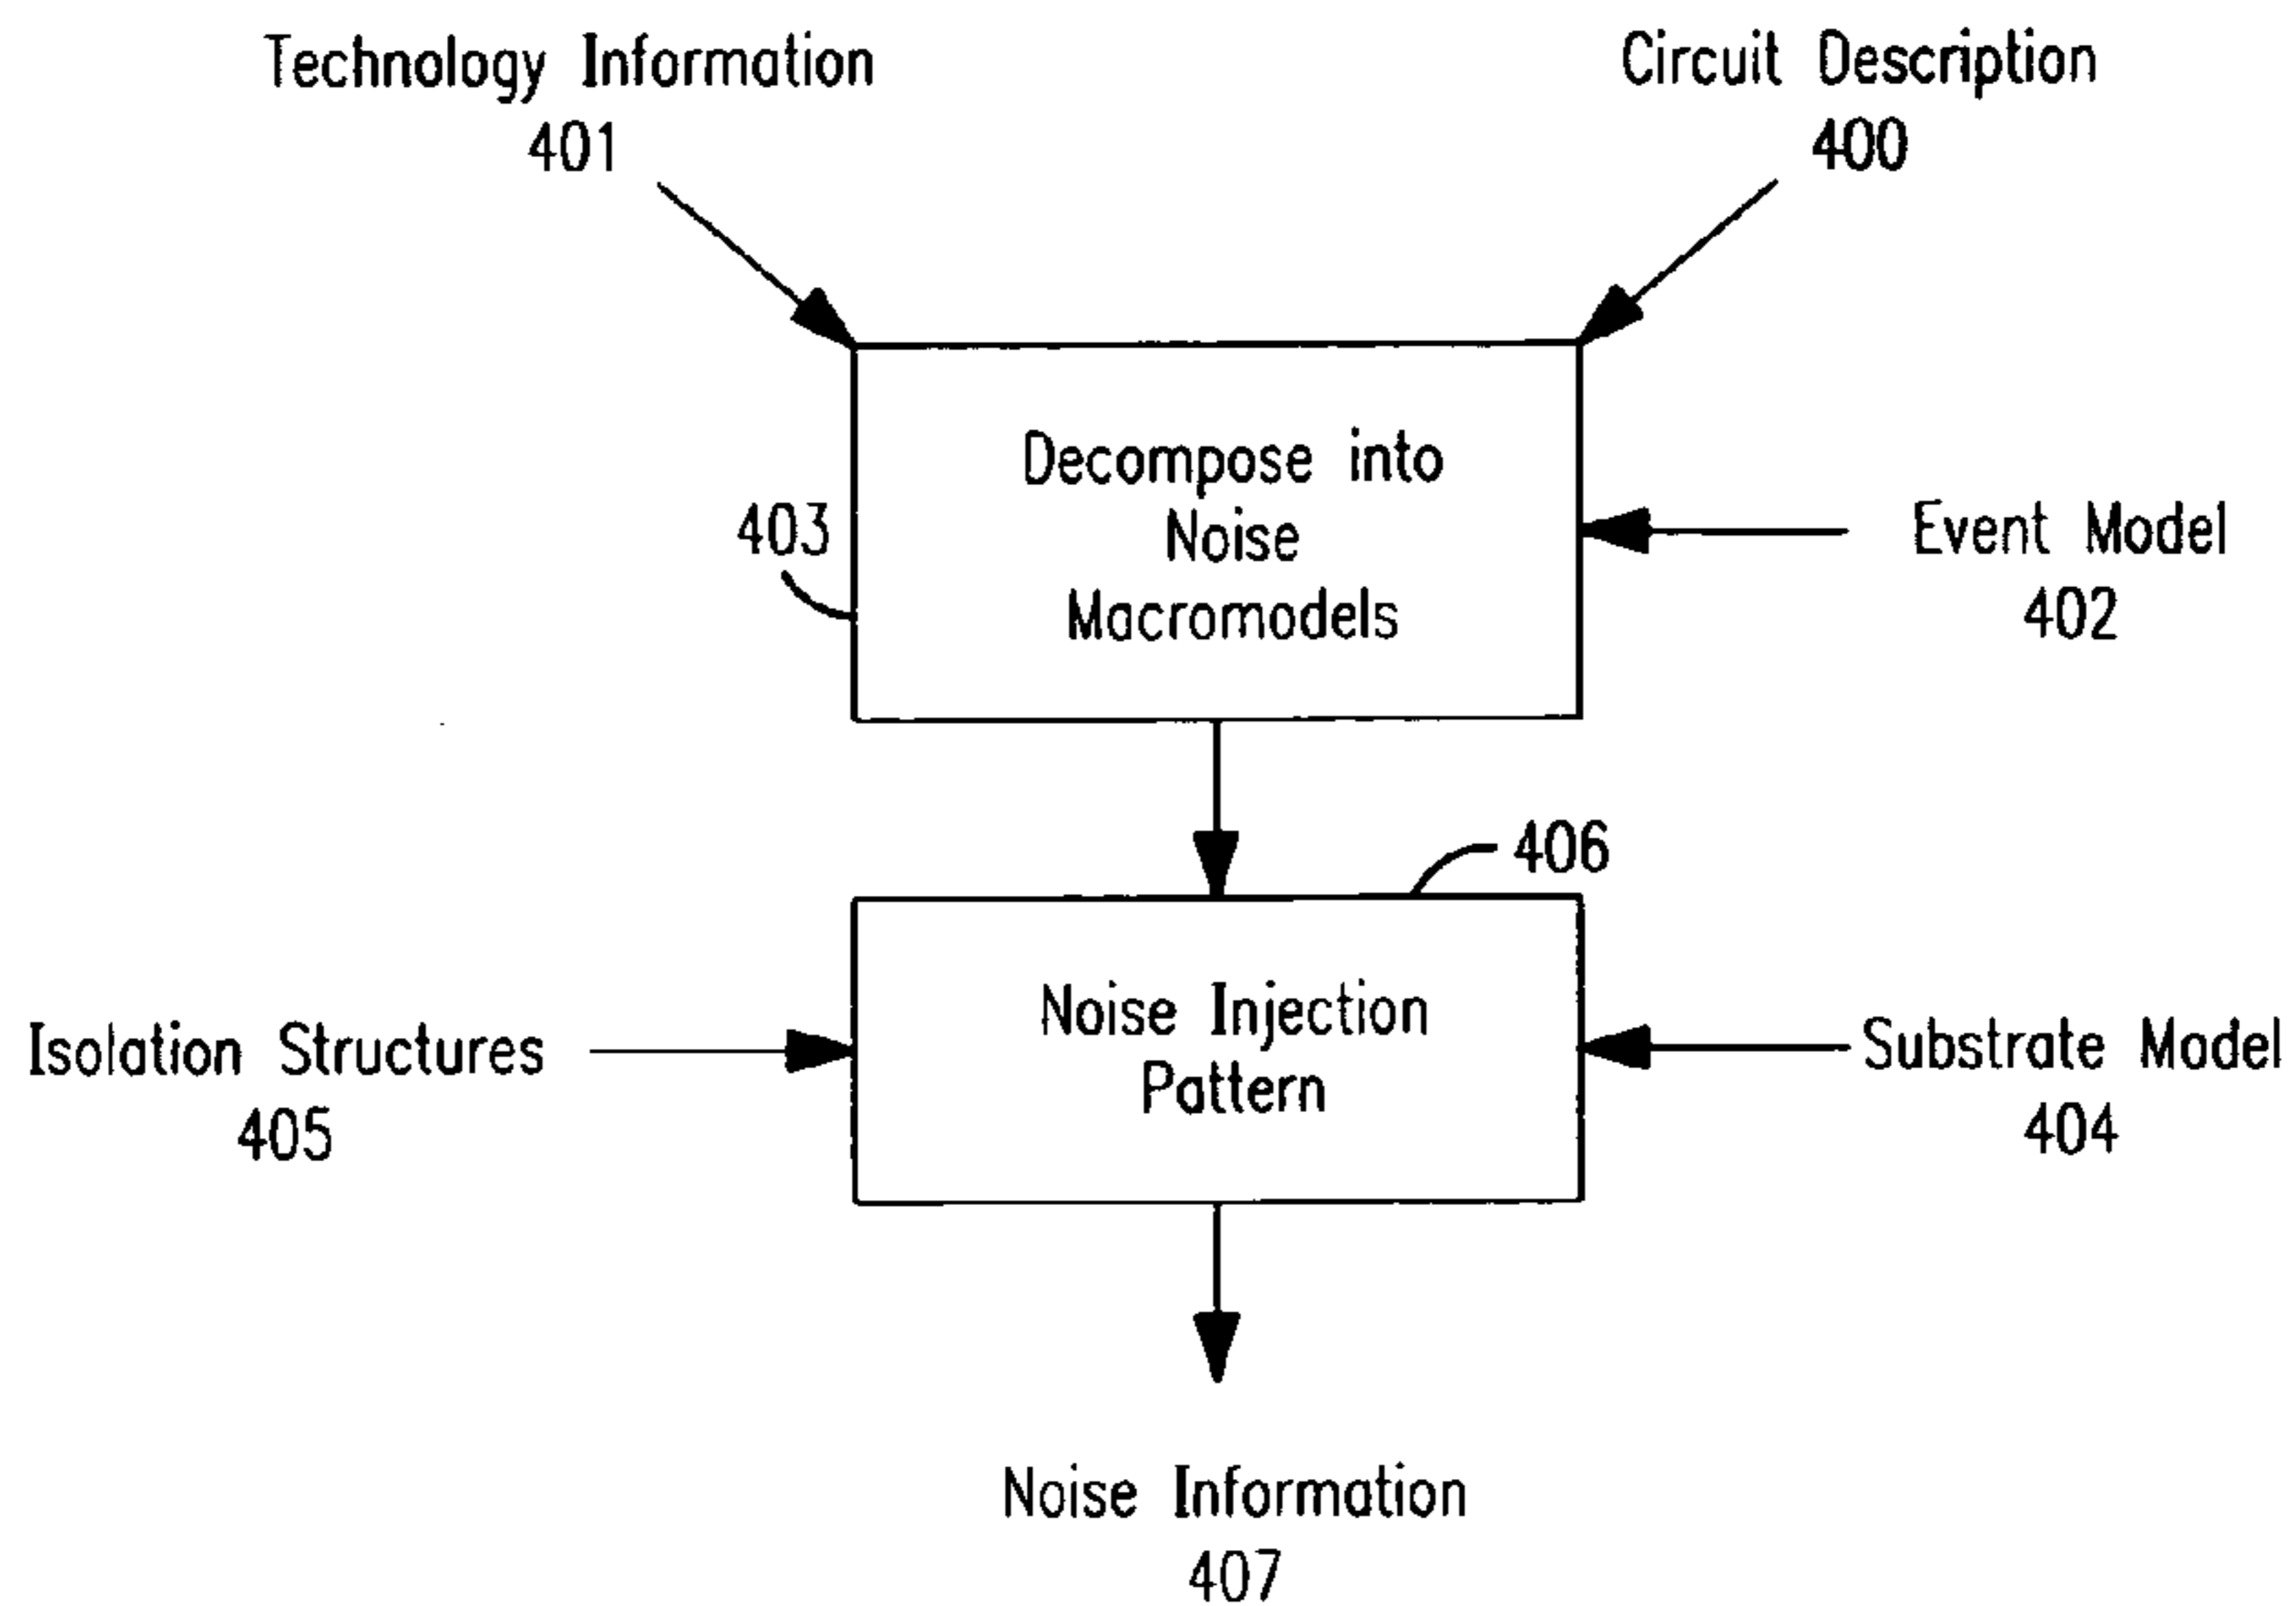 Technology Information
401
Circuit Description
400
Decompose into
Noise
Macromodels
403
Event Model
402
406
Noise Injection
Pattern
Isolation Structures
405
Substrate Model
404
Noise Information
407